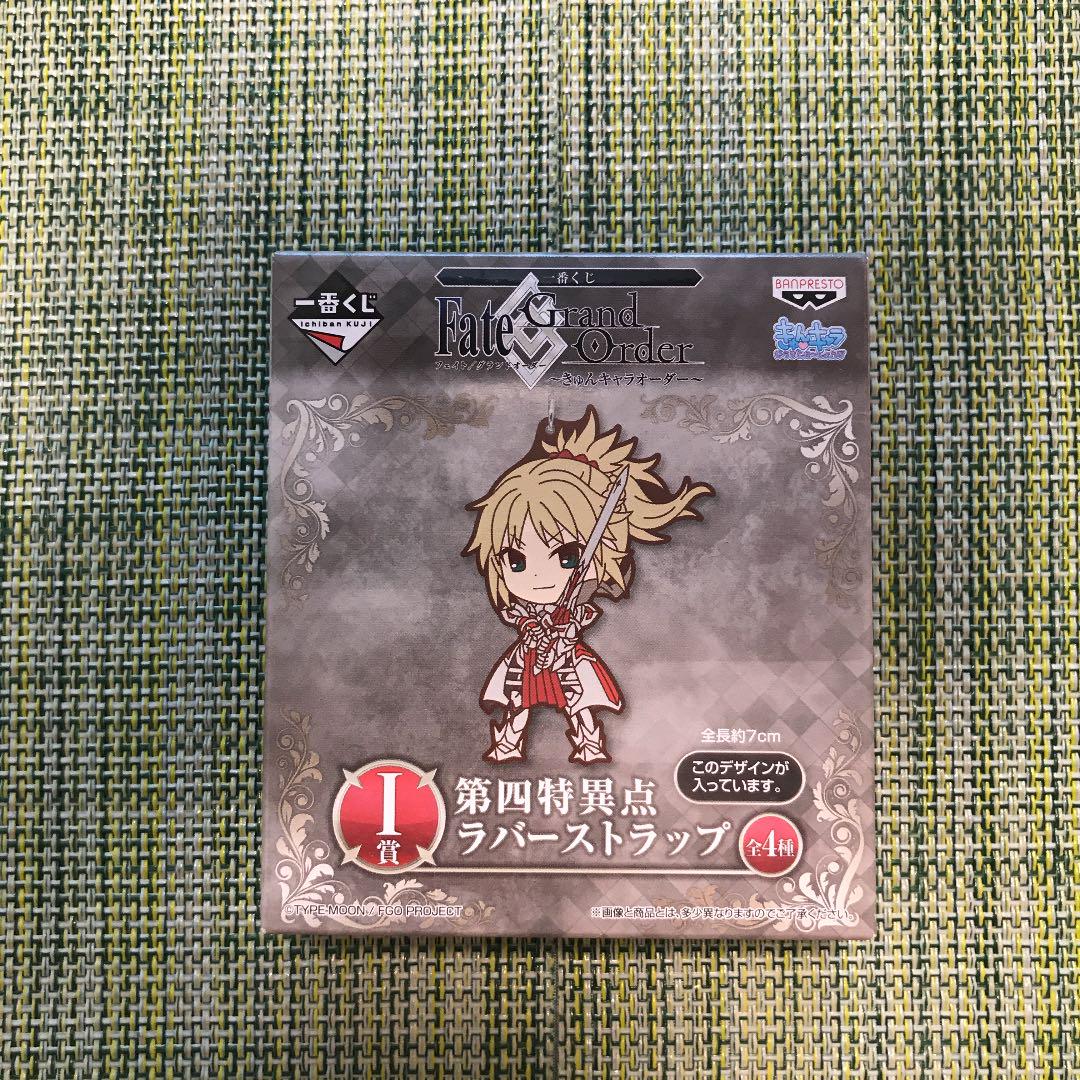 一番くじ
一番くじ
Ichiban KUJI
Fate Grand Order
フェイト/グランドオーダー
〜きゅんキャラオーダー〜
BANPRESTO
きゅんキャラ
全長約7cm
このデザインが
入っています。
I賞
第四特異点
ラバーストラップ
全4種
©TYPE-MOON / FGO PROJECT
※画像と商品とは、多少異なりますのでご了承ください。